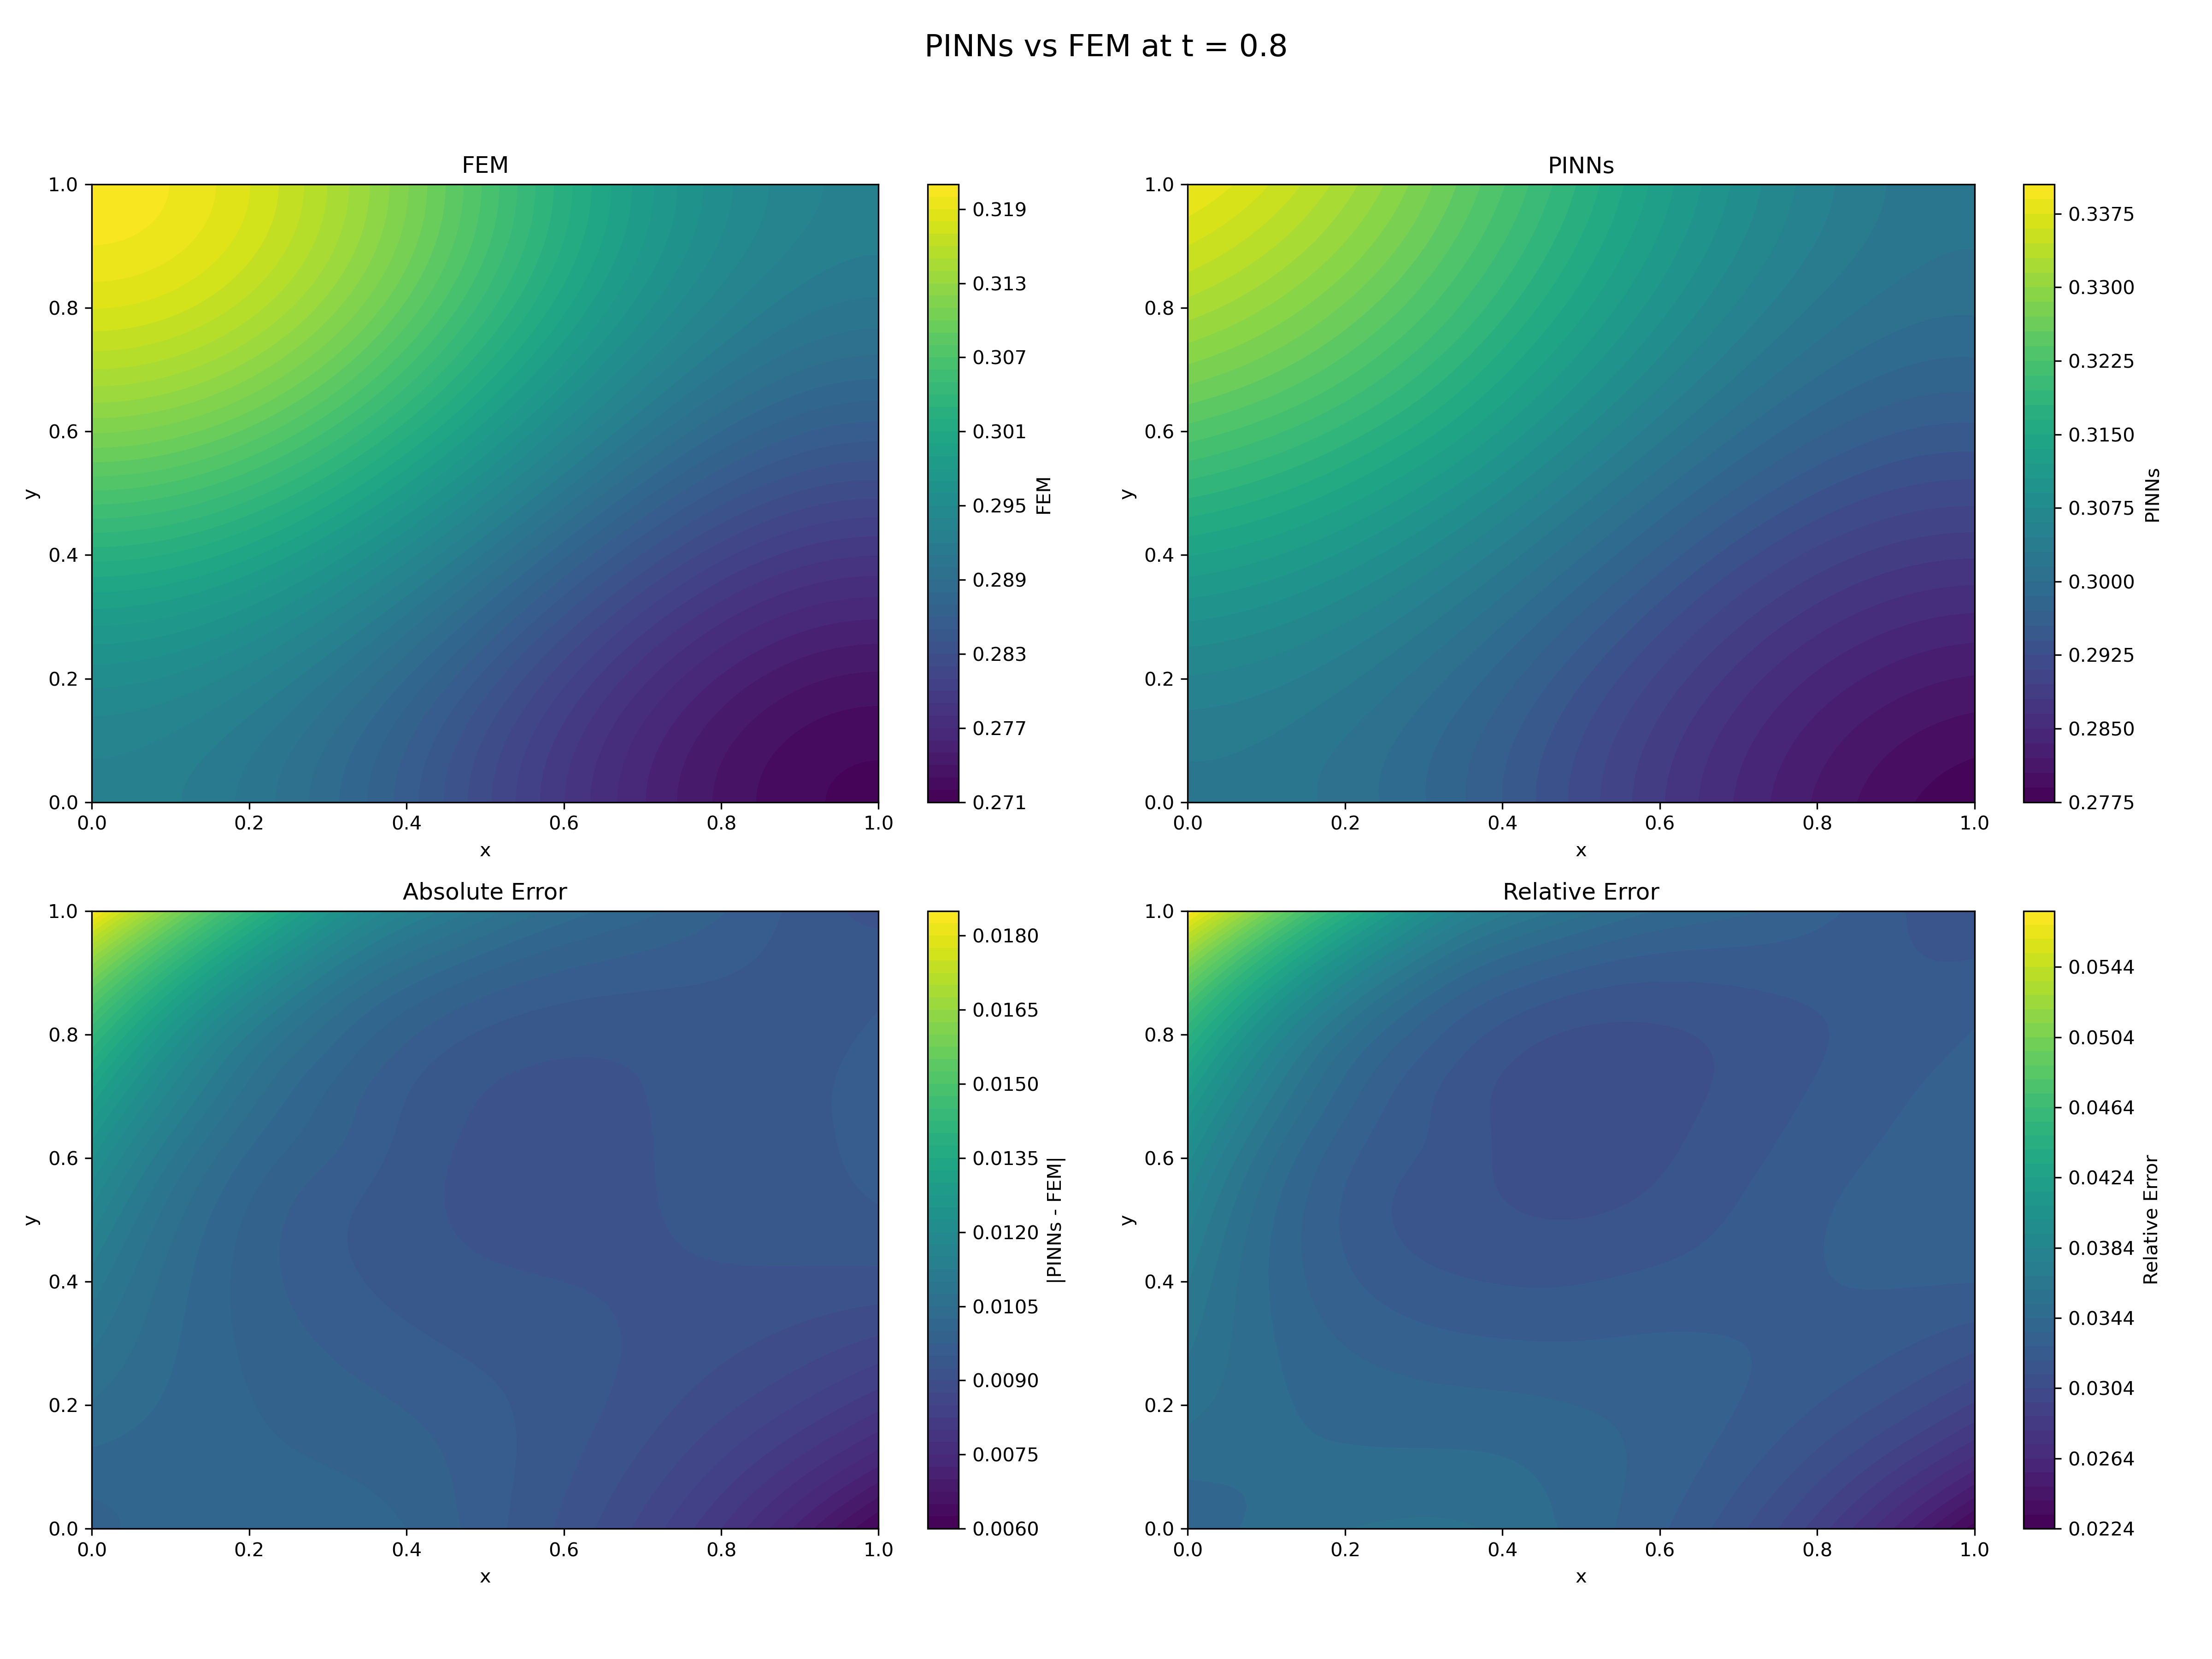 PINNs vs FEM at t = 0.8
FEM
1.0
0.8
0.6
0.4
0.2
0.0
y
0.0 0.2 0.4 0.6 0.8 1.0
x
0.319
0.313
0.307
0.301
0.295
0.289
0.283
0.277
0.271
FEM
PINNs
1.0
0.8
0.6
0.4
0.2
0.0
y
0.0 0.2 0.4 0.6 0.8 1.0
x
0.3375
0.3300
0.3225
0.3150
0.3075
0.3000
0.2925
0.2850
0.2775
PINNs
Absolute Error
1.0
0.8
0.6
0.4
0.2
0.0
y
0.0 0.2 0.4 0.6 0.8 1.0
x
0.0180
0.0165
0.0150
0.0135
0.0120
0.0105
0.0090
0.0075
0.0060
|PINNs - FEM|
Relative Error
1.0
0.8
0.6
0.4
0.2
0.0
y
0.0 0.2 0.4 0.6 0.8 1.0
x
0.0544
0.0504
0.0464
0.0424
0.0384
0.0344
0.0304
0.0264
0.0224
Relative Error